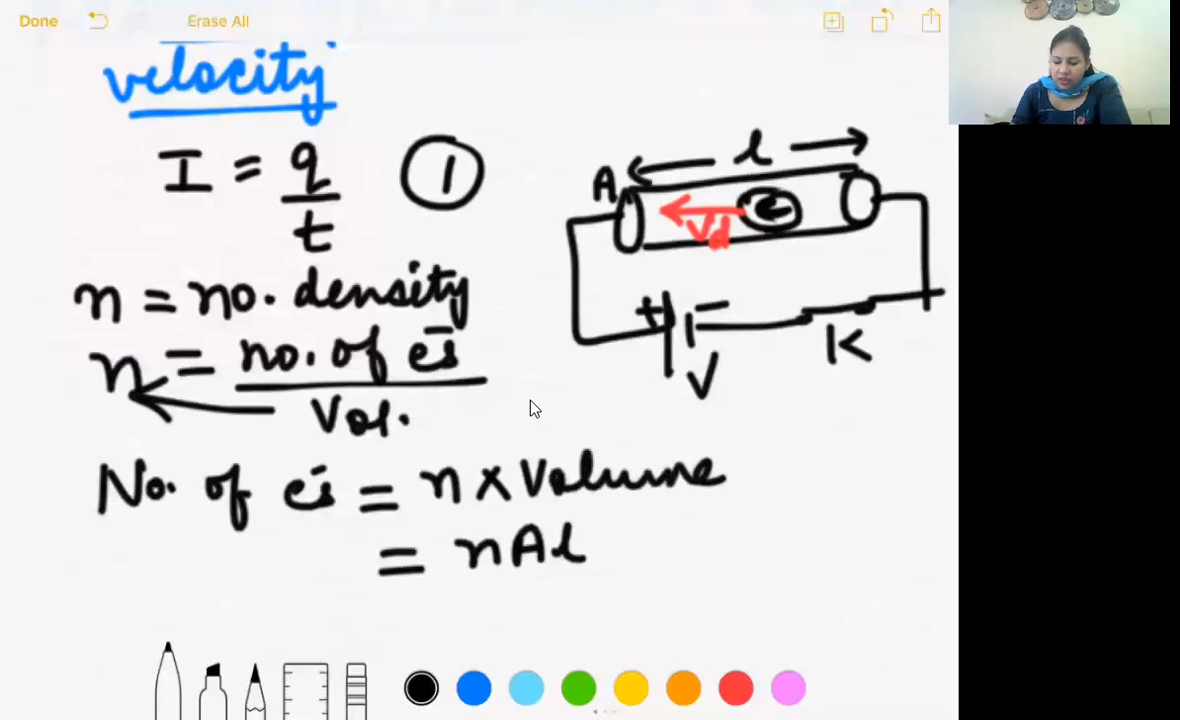 Done Erase All
velocity
I = q/t ①
n = no. density
n = no. of e̅s
Vol.
No. of e̅s = n × Volume
= nAl
A l
Vd e
+ -
V K